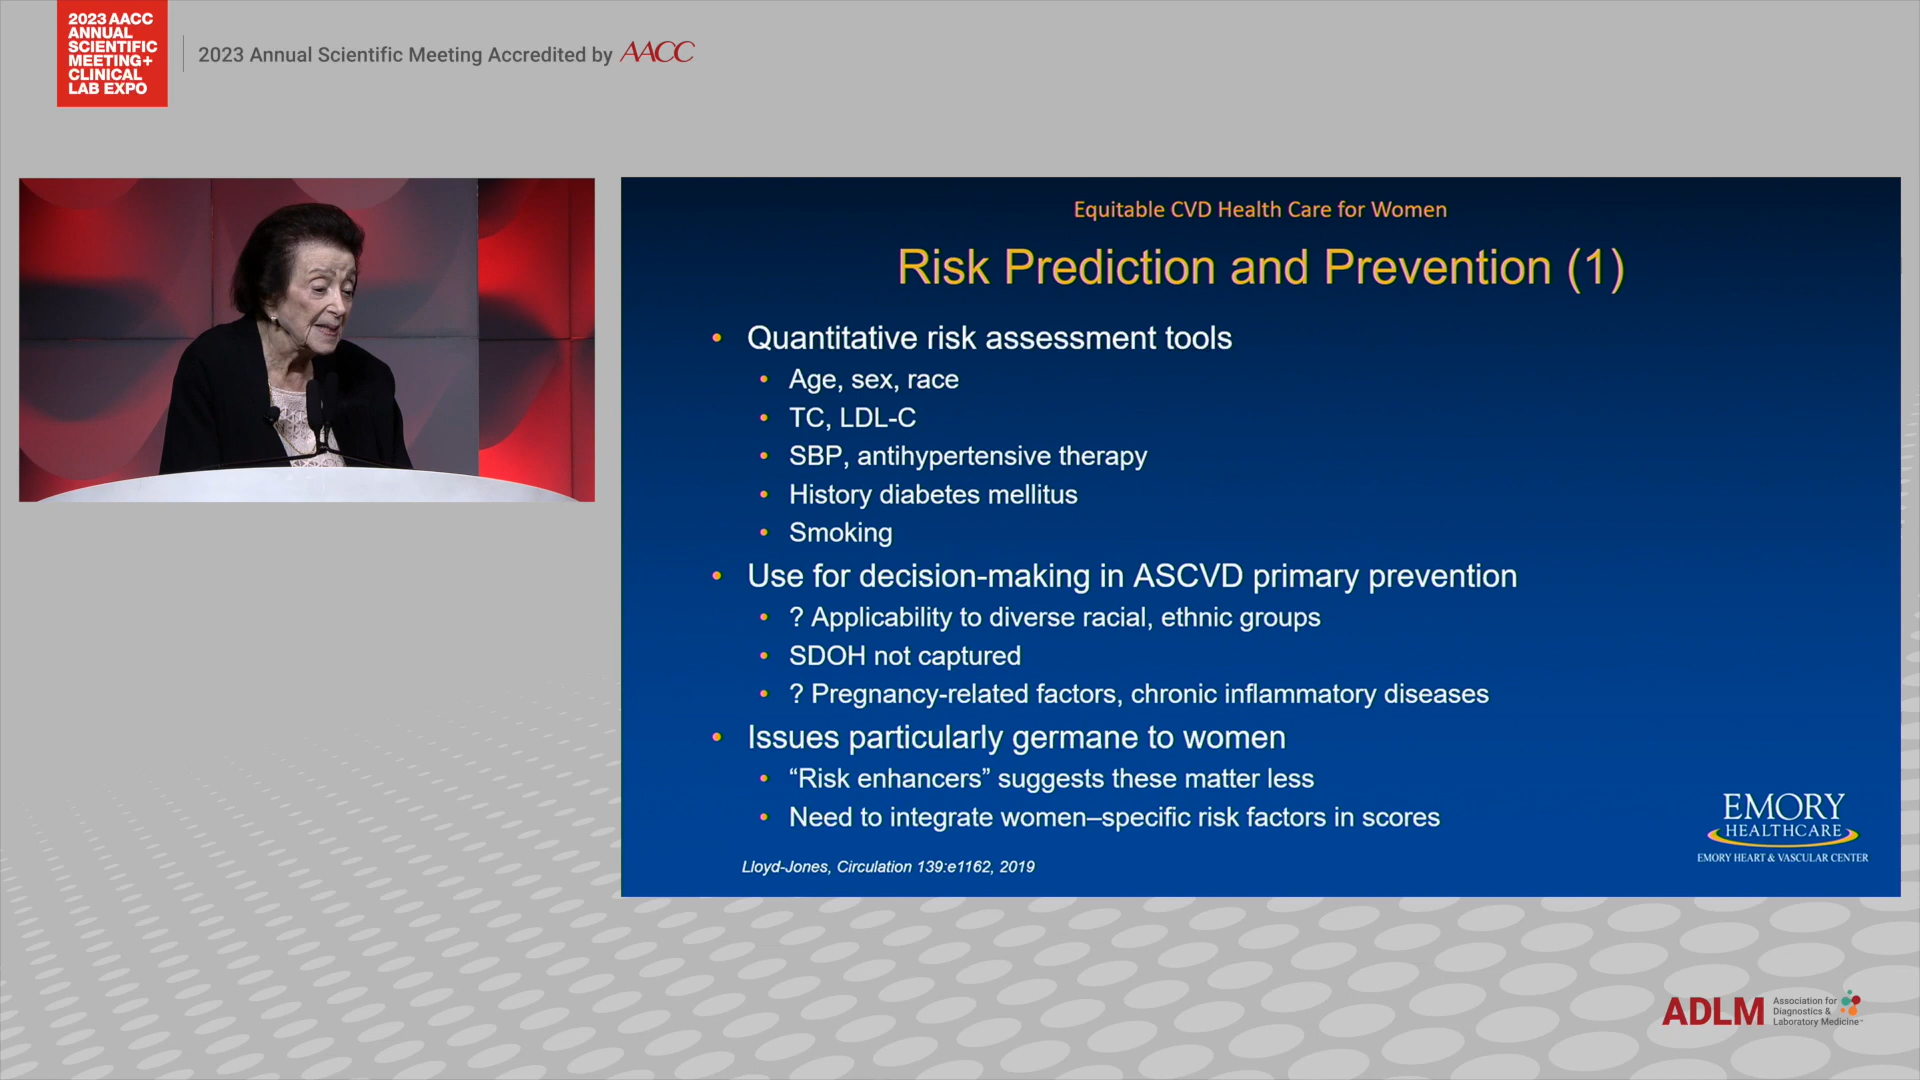 2023 AACC
ANNUAL
SCIENTIFIC
MEETING+
CLINICAL
LAB EXPO
2023 Annual Scientific Meeting Accredited by AACC
Equitable CVD Health Care for Women
Risk Prediction and Prevention (1)
• Quantitative risk assessment tools
• Age, sex, race
• TC, LDL-C
• SBP, antihypertensive therapy
• History diabetes mellitus
• Smoking
• Use for decision-making in ASCVD primary prevention
• ? Applicability to diverse racial, ethnic groups
• SDOH not captured
• ? Pregnancy-related factors, chronic inflammatory diseases
• Issues particularly germane to women
• “Risk enhancers” suggests these matter less
• Need to integrate women–specific risk factors in scores
Lloyd-Jones, Circulation 139:e1162, 2019
EMORY
HEALTHCARE
EMORY HEART & VASCULAR CENTER
ADLM
Association for
Diagnostics &
Laboratory Medicine™